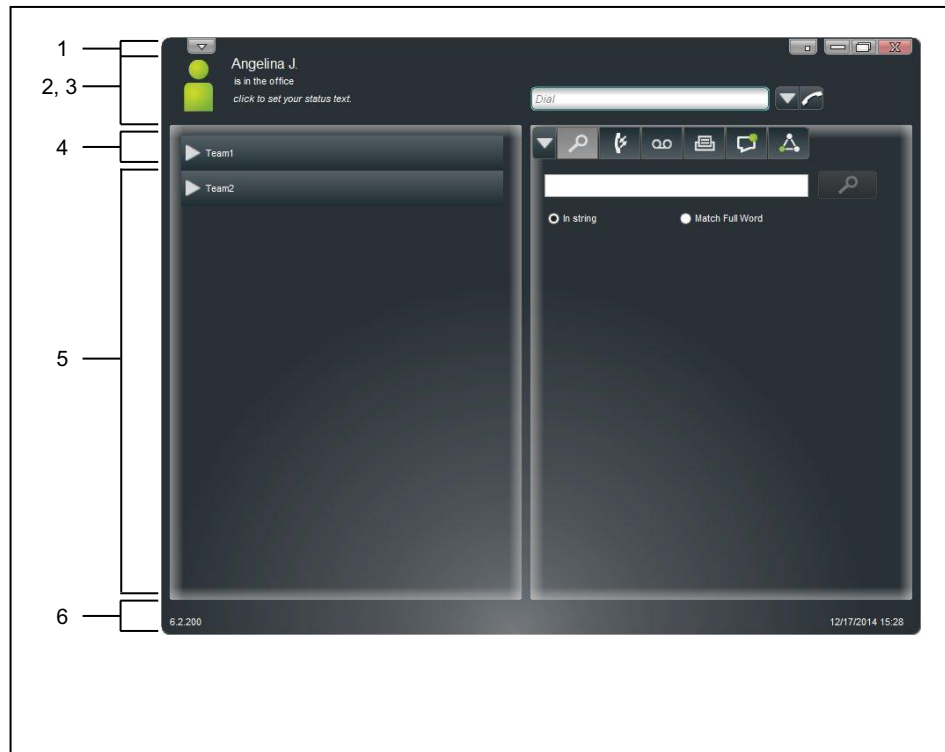 1
2, 3
Angelina J.
is in the office
click to set your status text.
Dial
4
Team1
Team2
In string
Match Full Word
5
6
6.2.200
12/17/2014 15:28